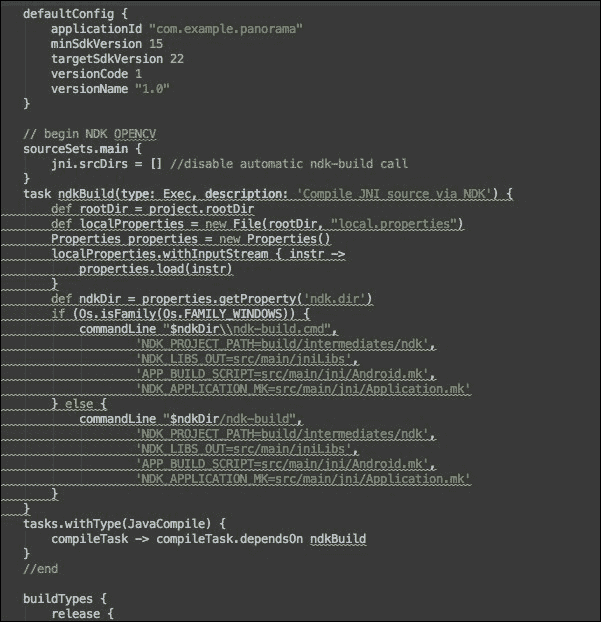 defaultConfig {
applicationId "com.example.panorama"
minSdkVersion 15
targetSdkVersion 22
versionCode 1
versionName "1.0"
}
// begin NDK OPENCV
sourceSets.main {
jni.srcDirs = [] //disable automatic ndk-build call
}
task ndkBuild(type: Exec, description: 'Compile JNI source via NDK') {
def rootDir = project.rootDir
def localProperties = new File(rootDir, "local.properties")
Properties properties = new Properties()
localProperties.withInputStream { instr ->
properties.load(instr)
}
def ndkDir = properties.getProperty('ndk.dir')
if (Os.isFamily(Os.FAMILY_WINDOWS)) {
commandLine "$ndkDir\\ndk-build.cmd",
'NDK_PROJECT_PATH=build/intermediates/ndk',
'NDK_LIBS_OUT=src/main/jniLibs',
'APP_BUILD_SCRIPT=src/main/jni/Android.mk',
'NDK_APPLICATION_MK=src/main/jni/Application.mk'
} else {
commandLine "$ndkDir/ndk-build",
'NDK_PROJECT_PATH=build/intermediates/ndk',
'NDK_LIBS_OUT=src/main/jniLibs',
'APP_BUILD_SCRIPT=src/main/jni/Android.mk',
'NDK_APPLICATION_MK=src/main/jni/Application.mk'
}
}
tasks.withType(JavaCompile) {
compileTask -> compileTask.dependsOn ndkBuild
}
//end
buildTypes {
release {